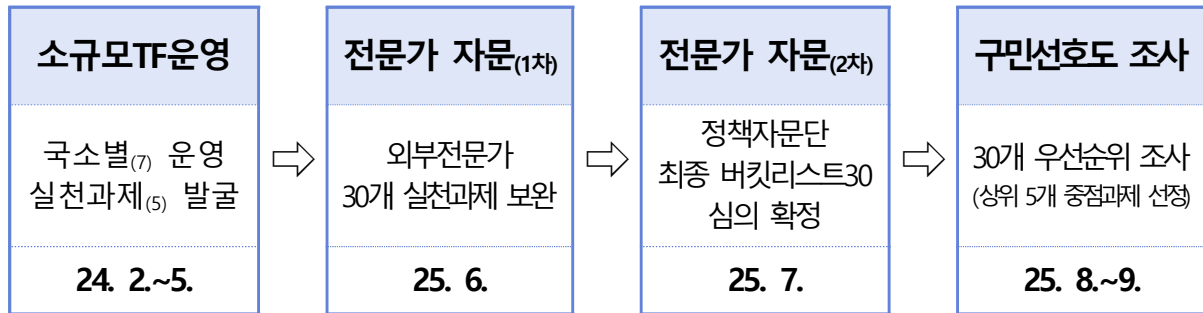 소규모TF운영
국소별(7) 운영
실천과제(5) 발굴
24. 2.~5.
전문가 자문(1차)
외부전문가
30개 실천과제 보완
25. 6.
전문가 자문(2차)
정책자문단
최종 버킷리스트30
심의 확정
25. 7.
구민선호도 조사
30개 우선순위 조사
(상위 5개 중점과제 선정)
25. 8.~9.